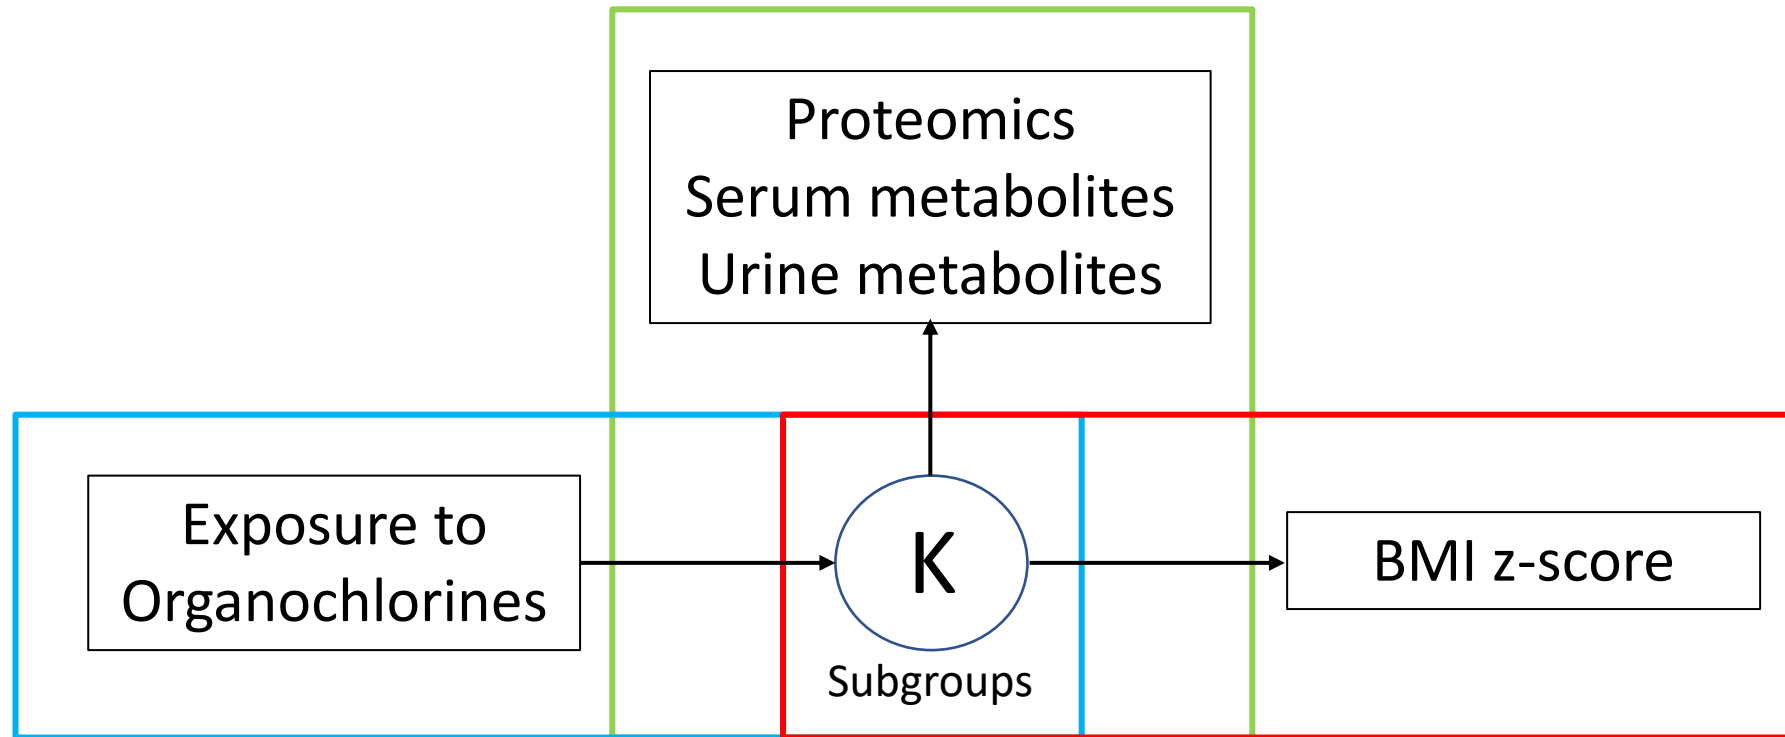 Proteomics
Serum metabolites
Urine metabolites
Exposure to
Organochlorines
K
Subgroups
BMI z-score